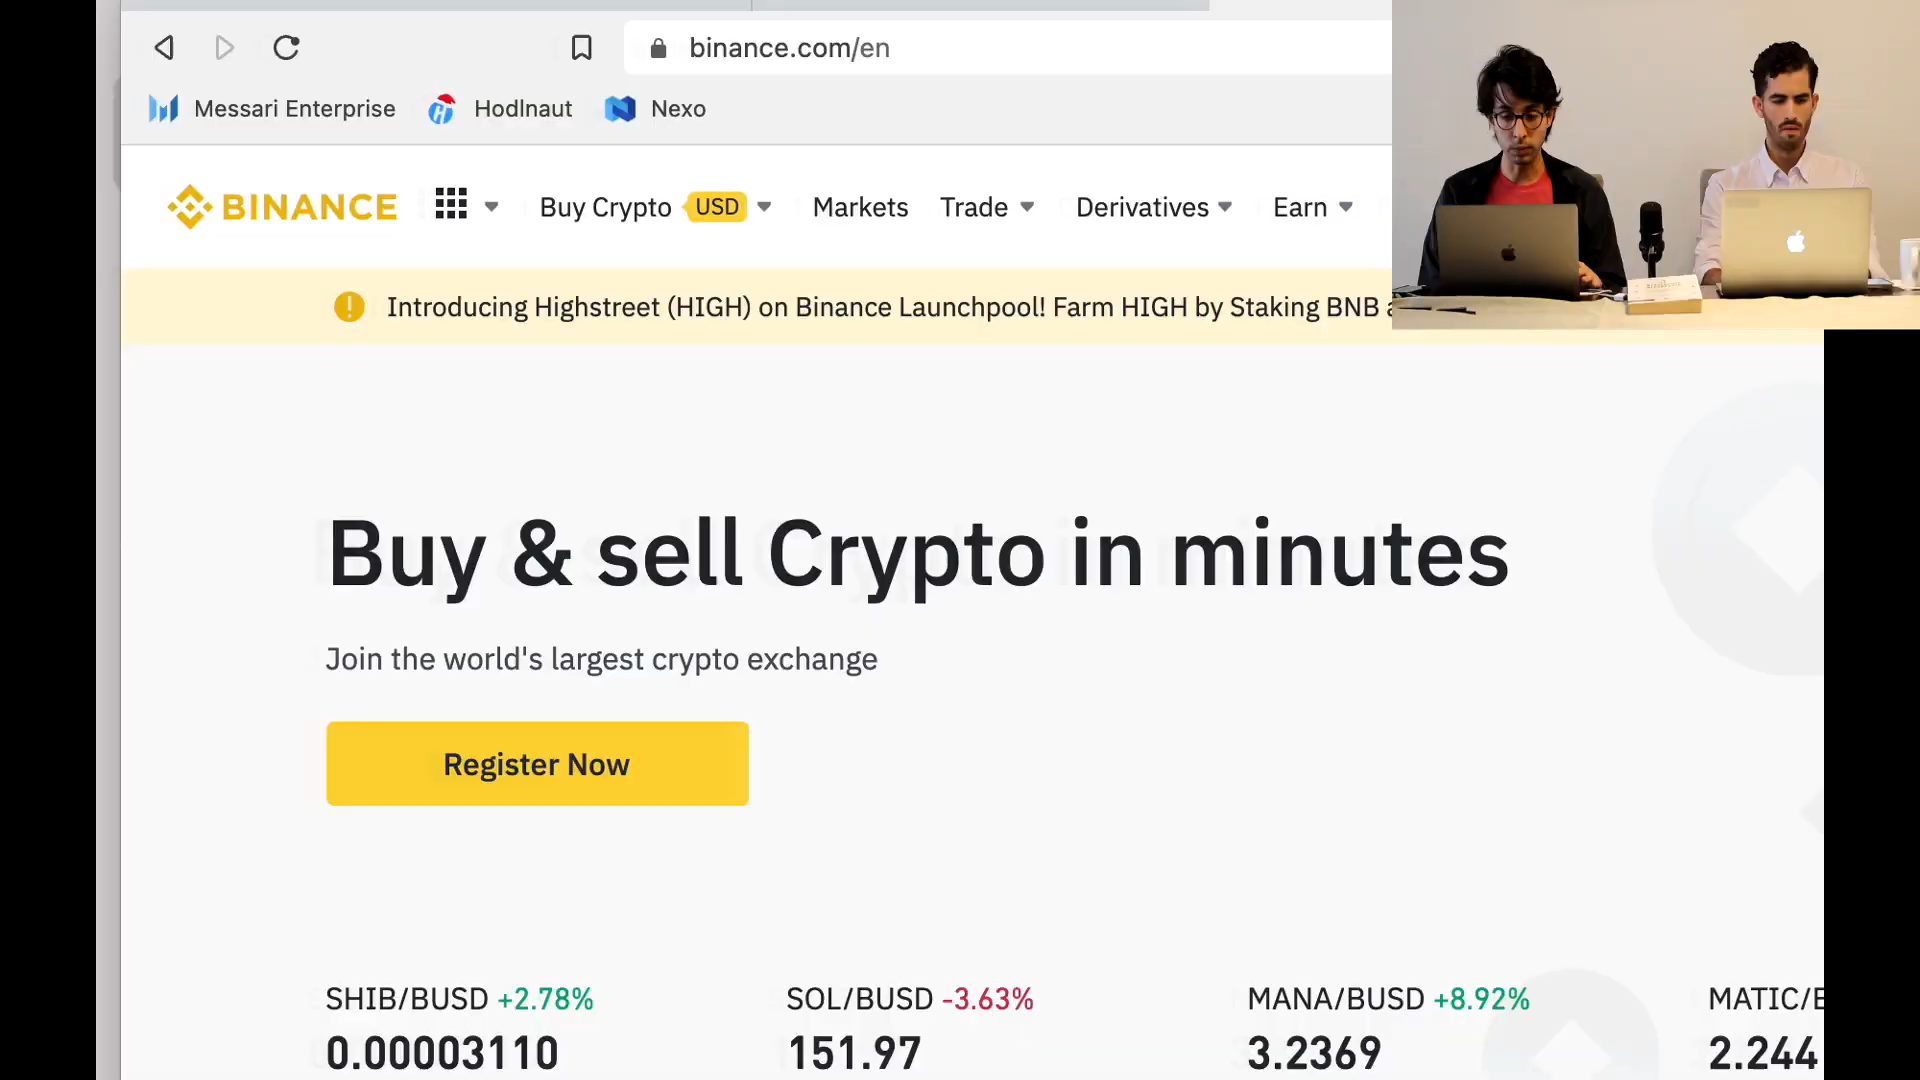 binance.com/en
Messari Enterprise Hodlnaut Nexo
BINANCE Buy Crypto USD Markets Trade Derivatives Earn
Introducing Highstreet (HIGH) on Binance Launchpool! Farm HIGH by Staking BNB
Buy & sell Crypto in minutes
Join the world's largest crypto exchange
Register Now
SHIB/BUSD +2.78% SOL/BUSD -3.63% MANA/BUSD +8.92% MATIC/
0.00003110 151.97 3.2369 2.244